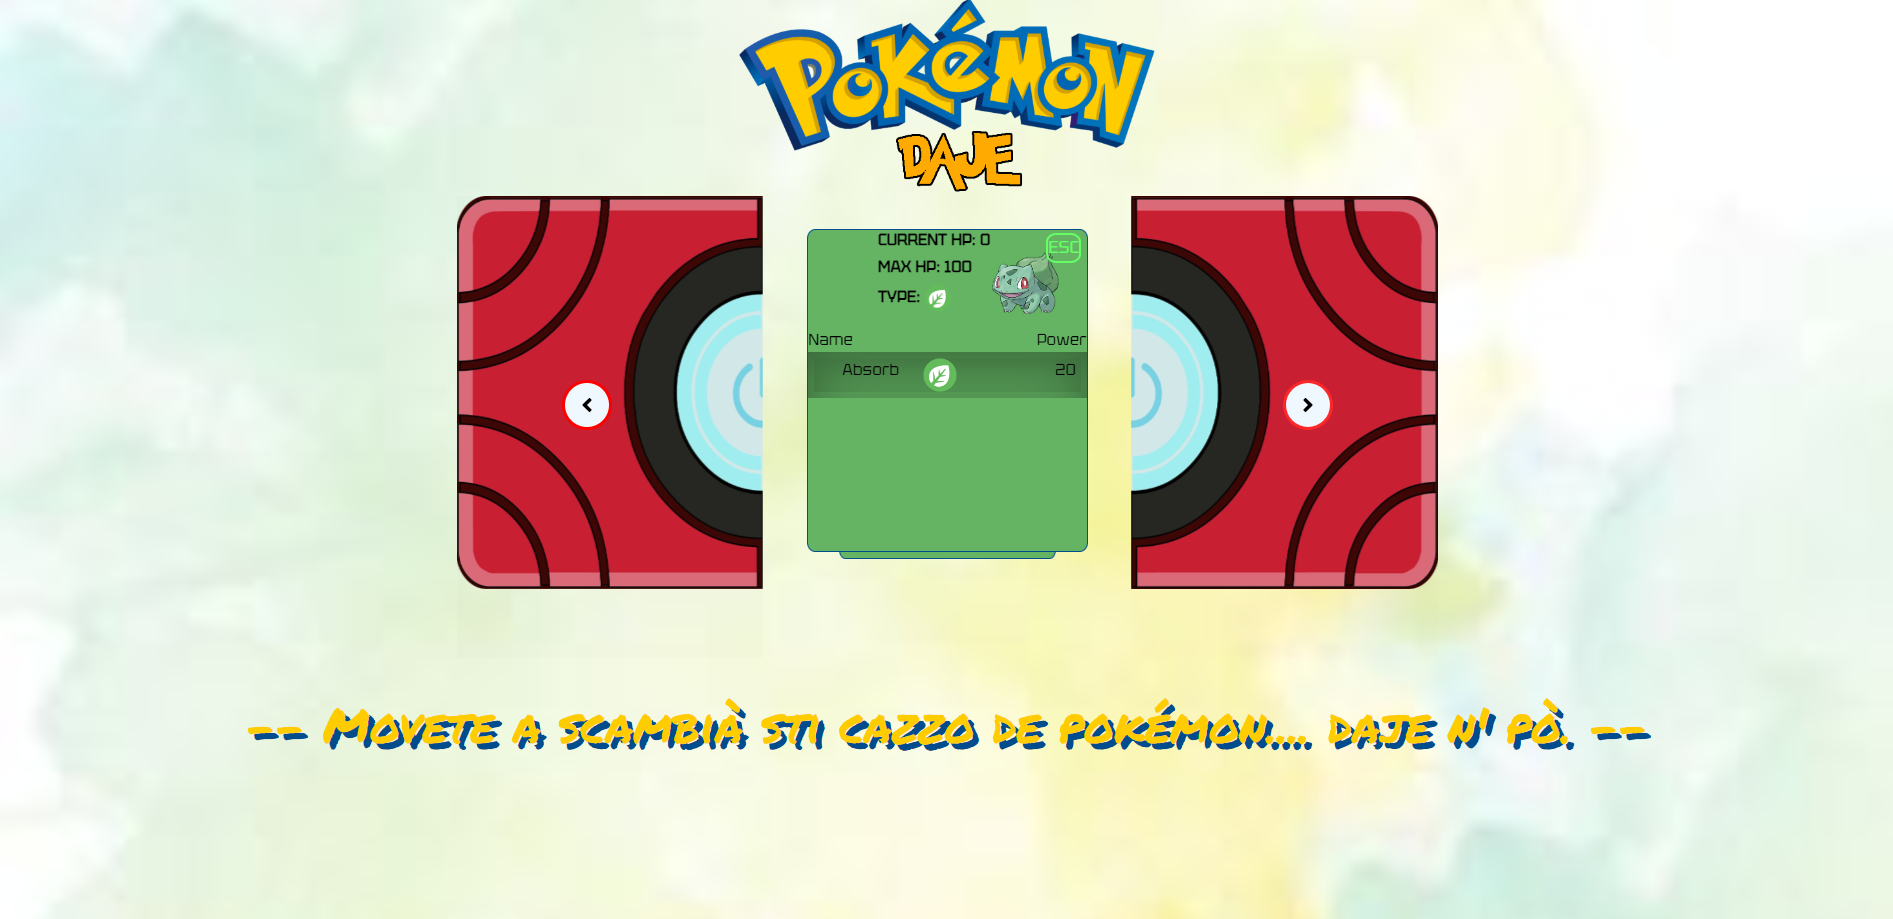 POKÉMON
DAJE
CURRENT HP: 0
ESC
MAX HP: 100
TYPE:
Name Power
Absorb 20
-- Movete a scambià sti cazzo de pokémon.... daje n' pò. --